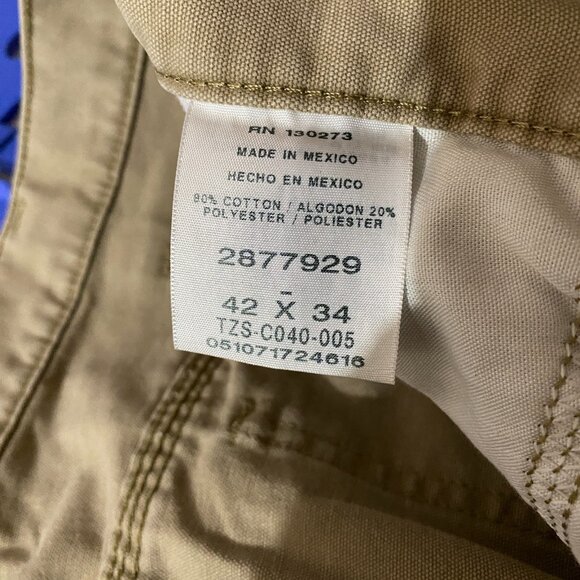 RN 130273
MADE IN MEXICO
HECHO EN MEXICO
80% COTTON / ALGODON 20%
POLYESTER / POLIESTER
2877929
-
42 X 34
TZS-C040-005
051071724616